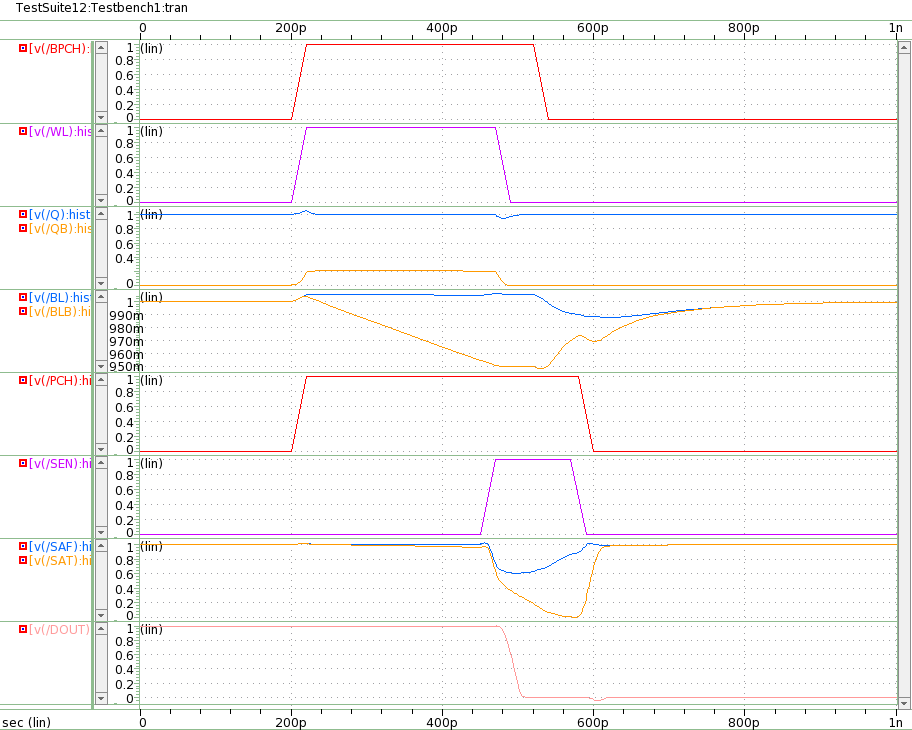 TestSuite12:Testbench1:tran
0 200p 400p 600p 800p 1n
[v(/BPCH): 1 (lin)
0.8
0.6
0.4
0.2
0
[v(/WL):his 1 (lin)
0.8
0.6
0.4
0.2
0
[v(/Q):hist 1 (lin)
[v(/QB):his 0.8
0.6
0.4
0
[v(/BL):hist 1 (lin)
[v(/BLB):hi 990m
980m
970m
960m
950m
[v(/PCH):hi 1 (lin)
0.8
0.6
0.4
0.2
0
[v(/SEN):hi 1 (lin)
0.8
0.6
0.4
0.2
0
[v(/SAF):hi 1 (lin)
[v(/SAT):hi 0.8
0.6
0.4
0.2
0
[v(/DOUT) 1 (lin)
0.8
0.6
0.4
0.2
0
sec (lin) 0 200p 400p 600p 800p 1n